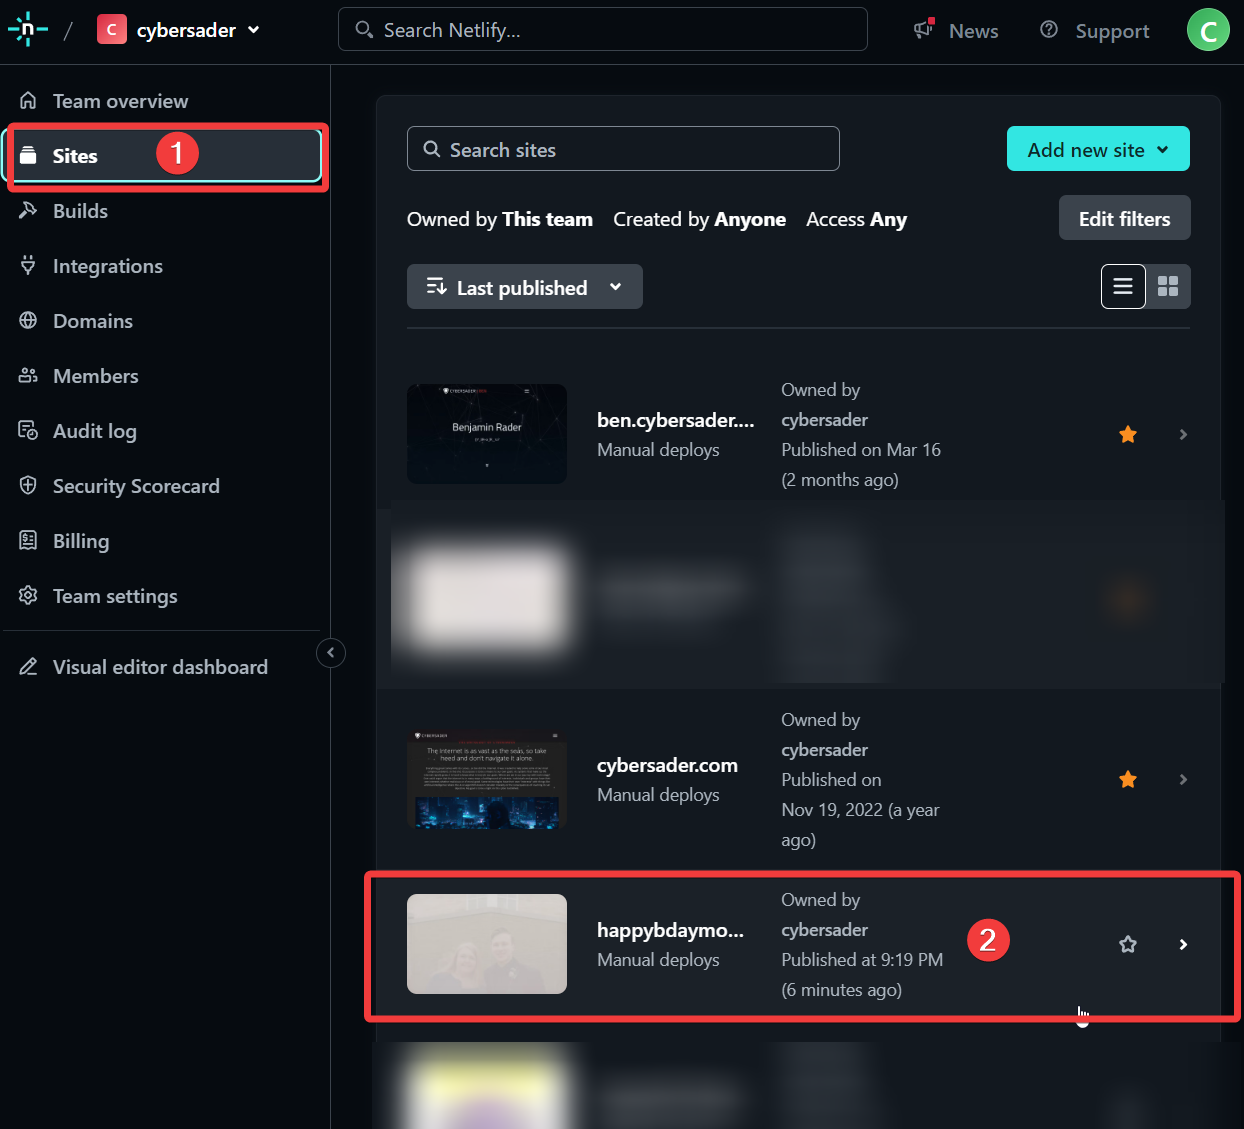 n / C cybersader
Search Netlify...
News
Support
C
Team overview
Sites
1
Builds
Integrations
Domains
Members
Audit log
Security Scorecard
Billing
Team settings
Visual editor dashboard
Search sites
Add new site
Owned by This team Created by Anyone Access Any
Edit filters
Last published
CYBERSADER
Benjamin Rader
ben.cybersader....
Manual deploys
Owned by
cybersader
Published on Mar 16
(2 months ago)
CYBERSADER
The internet is as vast as the seas, so take
heed and don't navigate it alone.
cybersader.com
Manual deploys
Owned by
cybersader
Published on
Nov 19, 2022 (a year
ago)
happybdaymo...
Manual deploys
Owned by
cybersader
Published at 9:19 PM
(6 minutes ago)
2